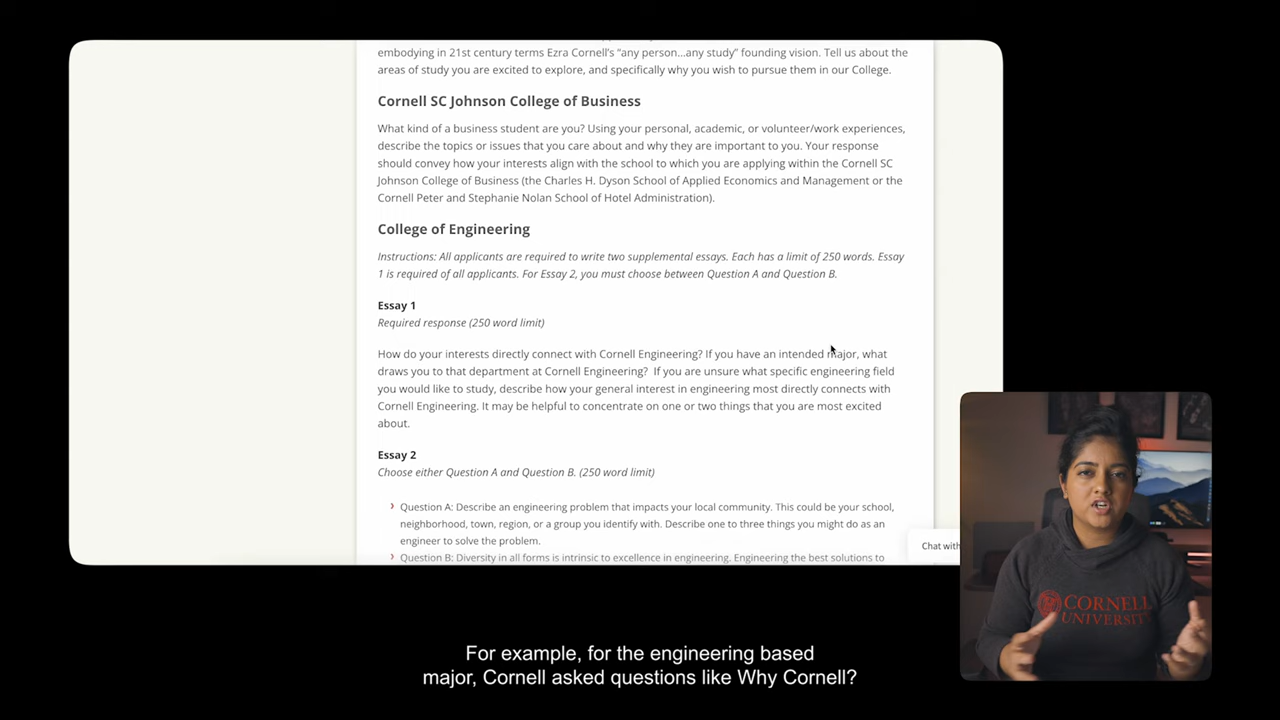 embodying in 21st century terms Ezra Cornell's “any person...any study” founding vision. Tell us about the
areas of study you are excited to explore, and specifically why you wish to pursue them in our College.
Cornell SC Johnson College of Business
What kind of a business student are you? Using your personal, academic, or volunteer/work experiences,
describe the topics or issues that you care about and why they are important to you. Your response
should convey how your interests align with the school to which you are applying within the Cornell SC
Johnson College of Business (the Charles H. Dyson School of Applied Economics and Management or the
Cornell Peter and Stephanie Nolan School of Hotel Administration).
College of Engineering
Instructions: All applicants are required to write two supplemental essays. Each has a limit of 250 words. Essay
1 is required of all applicants. For Essay 2, you must choose between Question A and Question B.
Essay 1
Required response (250 word limit)
How do your interests directly connect with Cornell Engineering? If you have an intended major, what
draws you to that department at Cornell Engineering? If you are unsure what specific engineering field
you would like to study, describe how your general interest in engineering most directly connects with
Cornell Engineering. It may be helpful to concentrate on one or two things that you are most excited
about.
Essay 2
Choose either Question A and Question B. (250 word limit)
Question A: Describe an engineering problem that impacts your local community. This could be your school,
neighborhood, town, region, or a group you identify with. Describe one to three things you might do as an
engineer to solve the problem.
Question B: Diversity in all forms is intrinsic to excellence in engineering. Engineering the best solutions to
Chat with
CORNELL
UNIVERSITY
For example, for the engineering based
major, Cornell asked questions like Why Cornell?